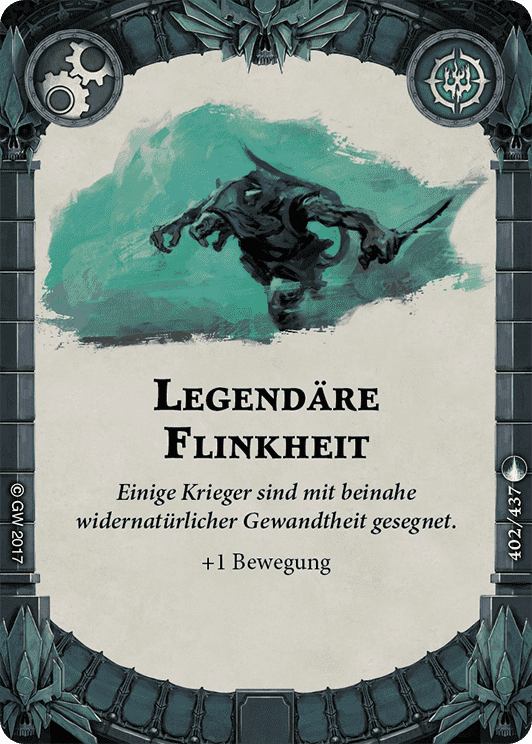 Legendäre
Flinkheit
Einige Krieger sind mit beinahe
widernatürlicher Gewandtheit gesegnet.
+1 Bewegung
© GW 2017
402/437